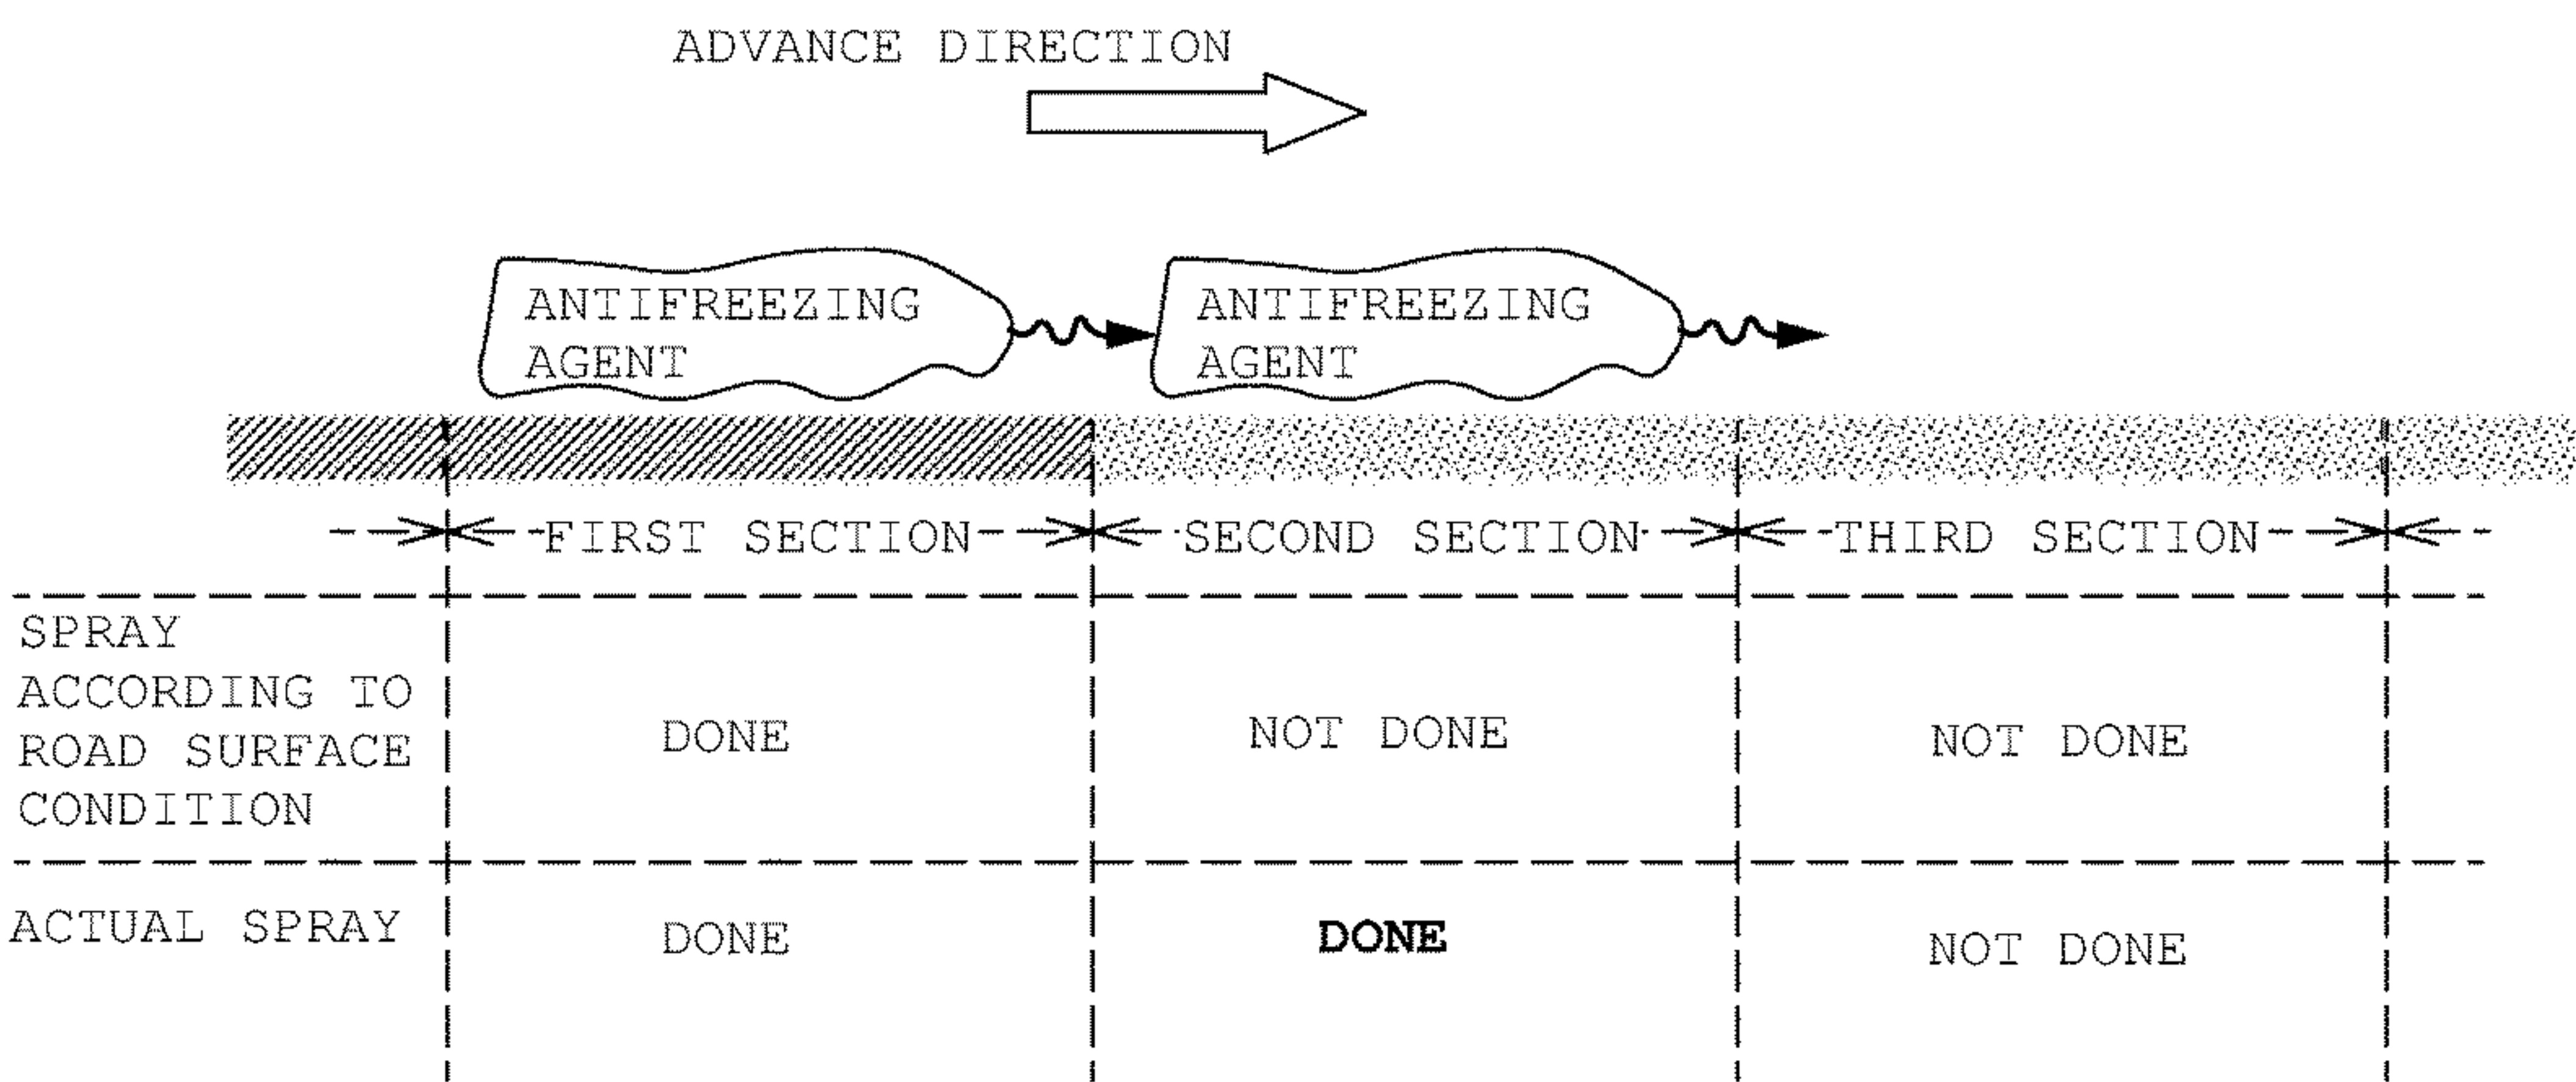 ADVANCE DIRECTION
ANTIFREEZING
AGENT
ANTIFREEZING
AGENT
FIRST SECTION
SECOND SECTION
THIRD SECTION
SPRAY
ACCORDING TO
ROAD SURFACE
CONDITION
DONE
NOT DONE
NOT DONE
ACTUAL SPRAY
DONE
DONE
NOT DONE